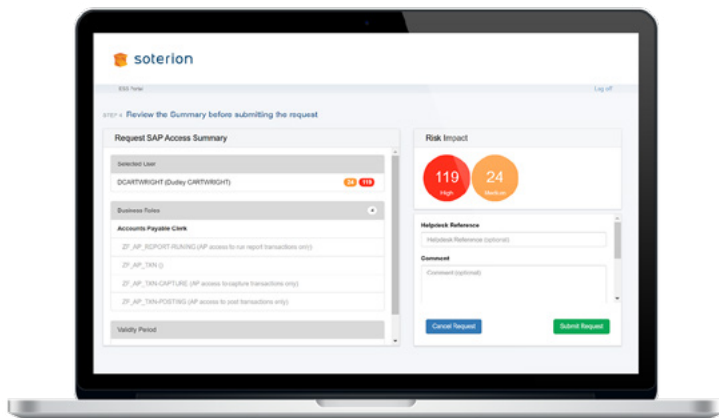 soterion
ESS Portal
Log off
STEP 4 Review the Summary before submitting the request
Request SAP Access Summary
Selected User
DCARTWRIGHT (Dudley CARTWRIGHT)
24 119
Business Roles
Accounts Payable Clerk
ZF_AP_REPORT-RUNING (AP access to run report transactions only)
ZF_AP_TXN ()
ZF_AP_TXN-CAPTURE (AP access to capture transactions only)
ZF_AP_TXN-POSTING (AP access to post transactions only)
Validity Period
Risk Impact
119
High
24
Medium
Helpdesk Reference
Helpdesk Reference (optional)
Comment
Comment (optional)
Cancel Request
Submit Request